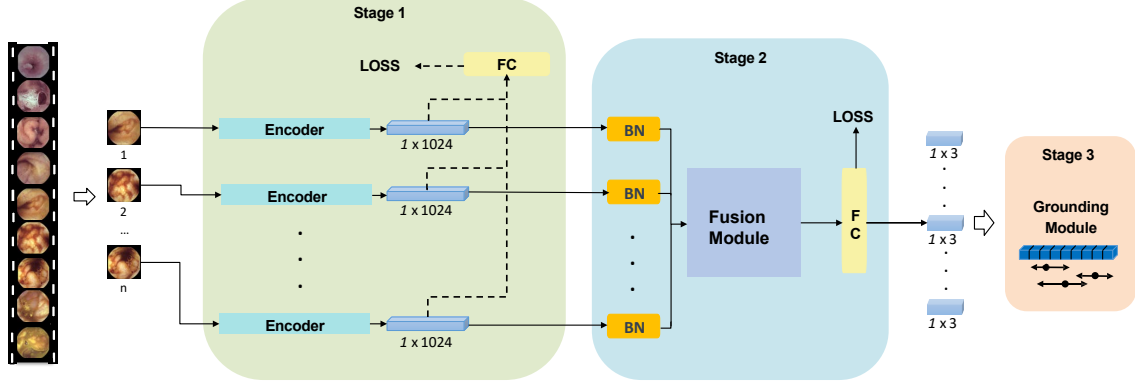 Stage 1
Stage 2
Stage 3
LOSS
FC
1
2
...
n
Encoder
1 x 1024
Encoder
1 x 1024
Encoder
1 x 1024
BN
BN
BN
Fusion
Module
LOSS
F
C
1 x 3
1 x 3
1 x 3
Grounding
Module